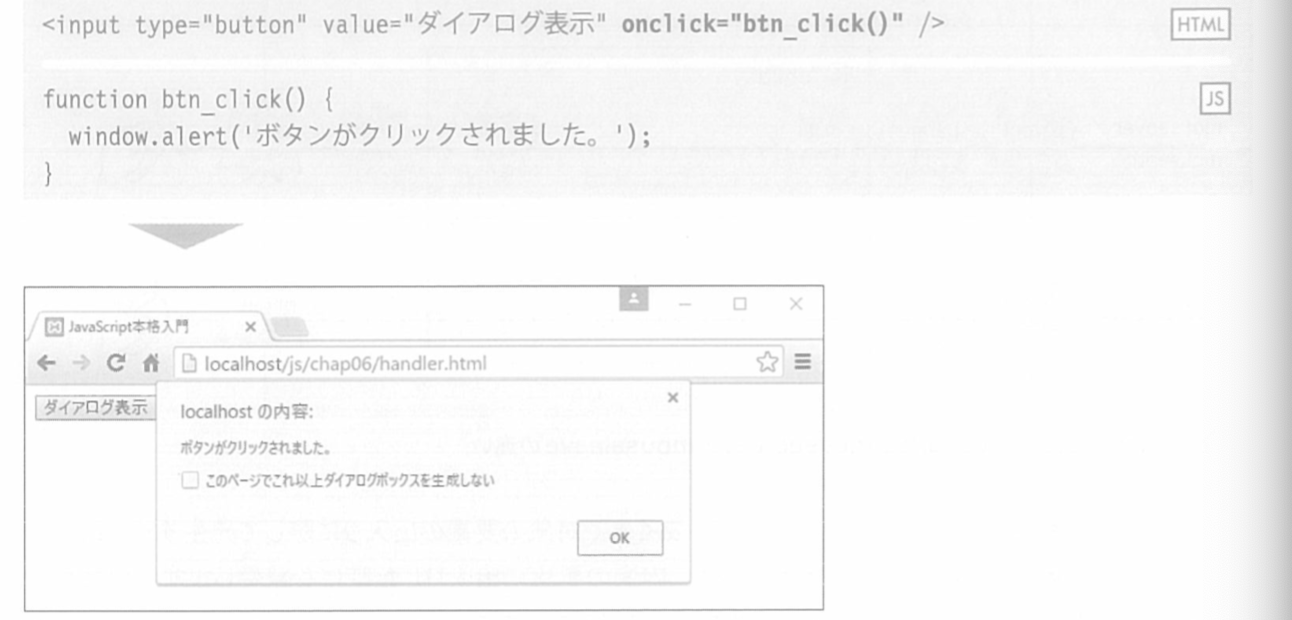 <input type="button" value="ダイアログ表示" onclick="btn_click()" />
HTML
function btn_click() {
JS
window.alert('ボタンがクリックされました。');
}
JavaScript本格入門
localhost/js/chap06/handler.html
ダイアログ表示
localhost の内容:
ボタンがクリックされました。
このページでこれ以上ダイアログボックスを生成しない
OK